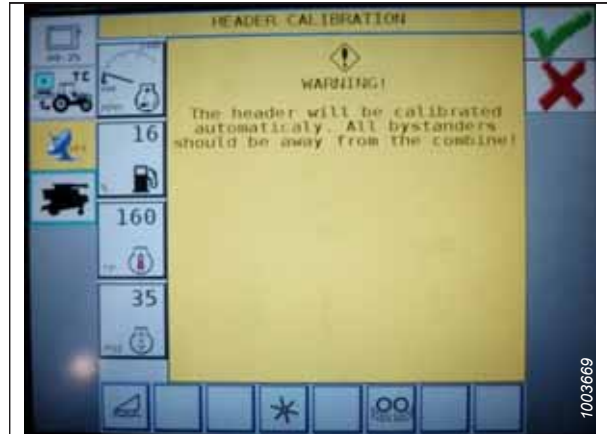 HEADER CALIBRATION
WARNING!
The header will be calibrated
automaticaly. All bystanders
should be away from the combine!
TC
16
160
35
1003669